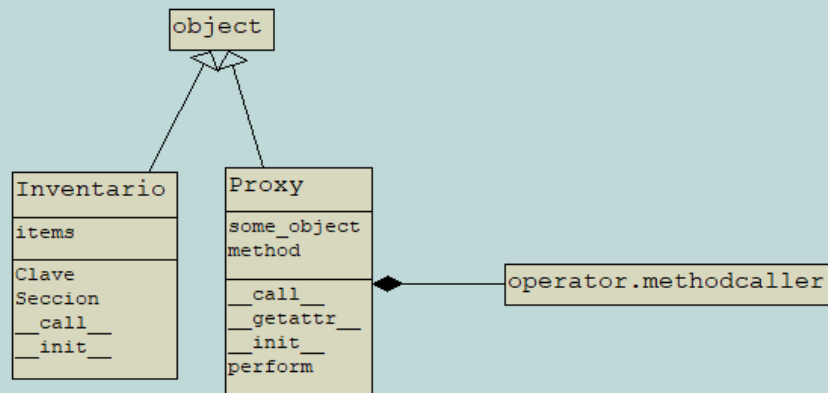 object
Inventario
items
Clave
Seccion
__call__
__init__
Proxy
some_object
method
__call__
__getattr__
__init__
perform
operator.methodcaller